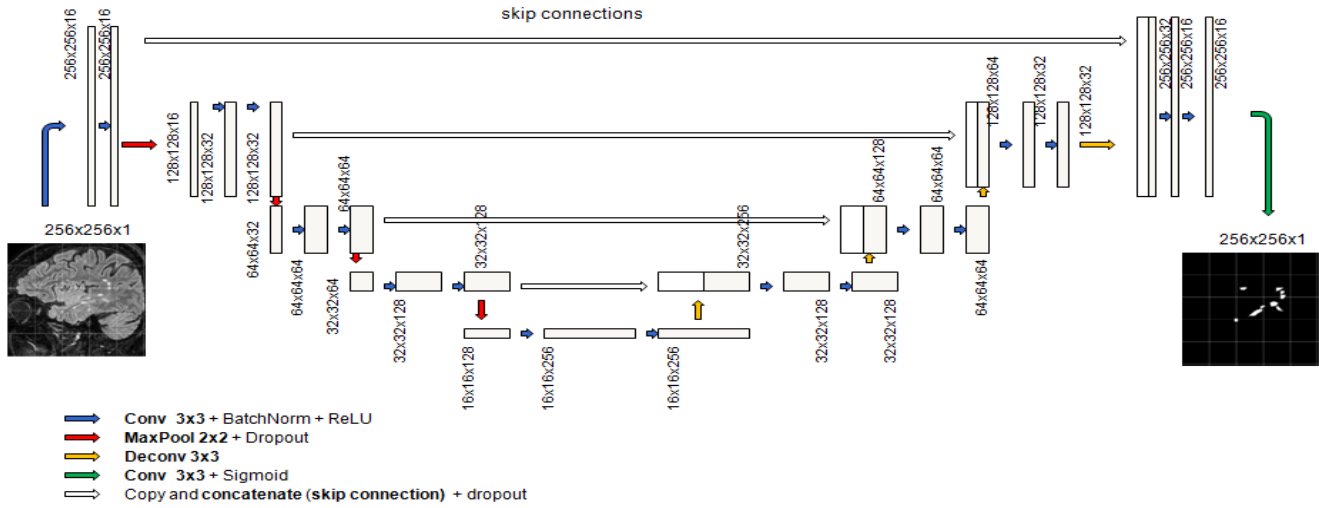 skip connections
256x256x16
256x256x16
128x128x16
128x128x32
128x128x32
64x64x32
64x64x64
64x64x64
32x32x64
32x32x128
32x32x128
16x16x128
16x16x256
16x16x256
32x32x256
32x32x128
32x32x128
64x64x128
64x64x64
64x64x64
128x128x64
128x128x32
128x128x32
256x256x32
256x256x16
256x256x16
256x256x1
256x256x1
Conv 3x3 + BatchNorm + ReLU
MaxPool 2x2 + Dropout
Deconv 3x3
Conv 3x3 + Sigmoid
Copy and concatenate (skip connection) + dropout